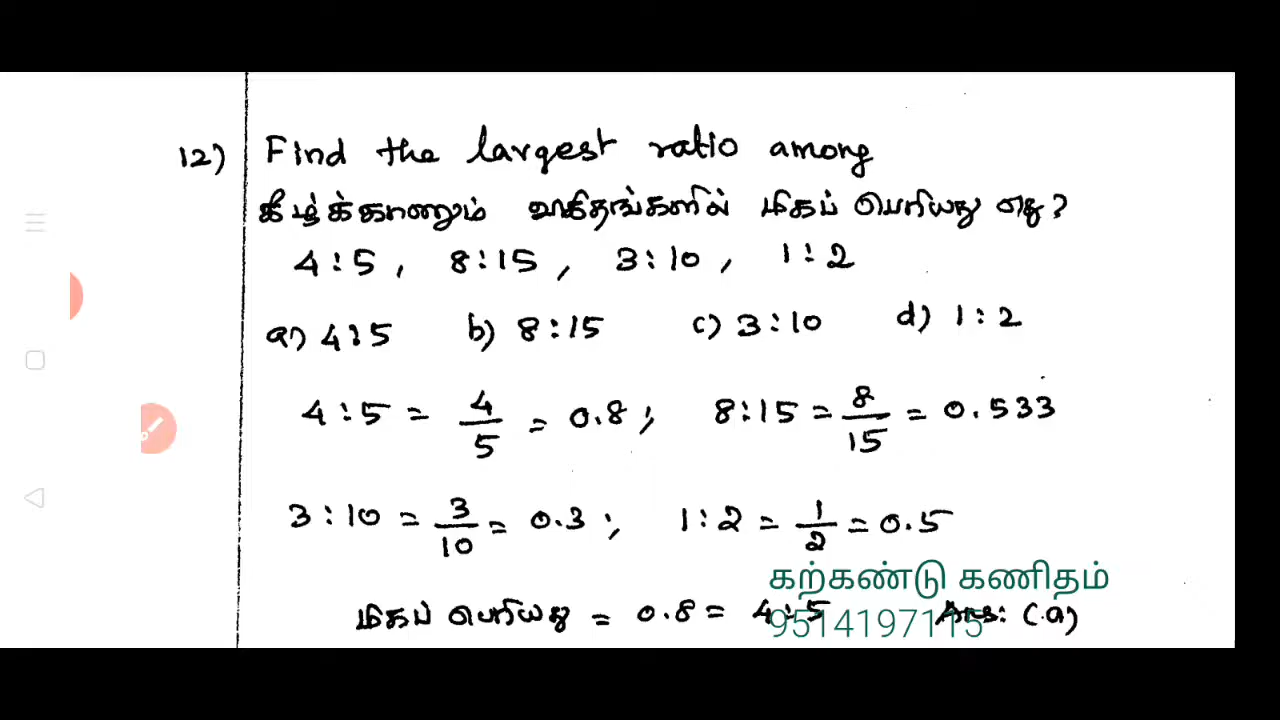 12) Find the largest ratio among
கீழ்க்காணும் வாகிதங்களில் மிகப் பெரியது எது?
4:5, 8:15, 3:10, 1:2
a) 4:5 b) 8:15 c) 3:10 d) 1:2
4:5 = 4/5 = 0.8; 8:15 = 8/15 = 0.533
3:10 = 3/10 = 0.3; 1:2 = 1/2 = 0.5
கற்கண்டு கணிதம்
மிகப் பெரியது = 0.8 = 4:5 Ans: (a)
9514197115